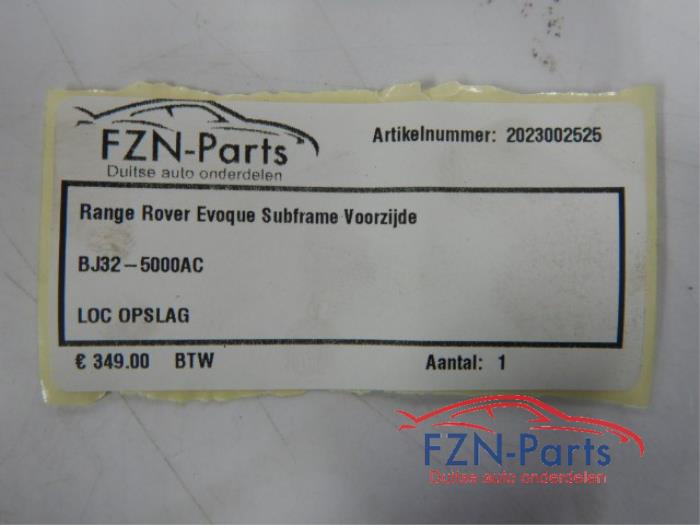 FZN-Parts
Duitse auto onderdelen
Artikelnummer: 2023002525
Range Rover Evoque Subframe Voorzijde
BJ32-5000AC
LOC OPSLAG
€ 349.00 BTW Aantal: 1
FZN-Parts
Duitse auto onderdelen